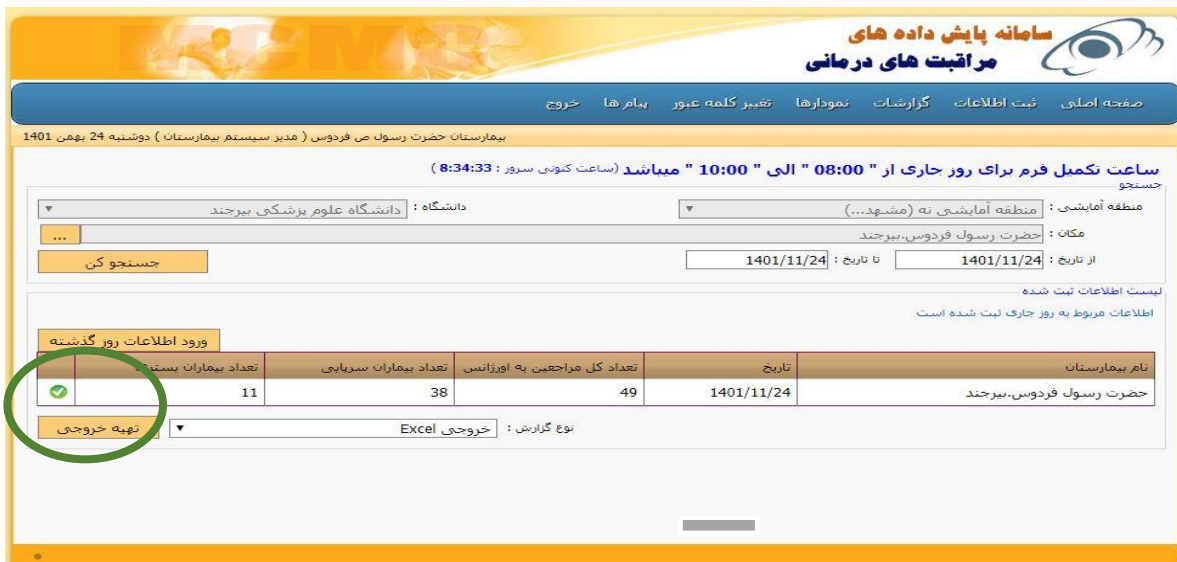 MCMC
سامانه پایش داده های
مراقبت های درمانی
صفحه اصلی ثبت اطلاعات گزارشات نمودارها تغییر کلمه عبور پیام ها خروج
بیمارستان حضرت رسول ص فردوس ( مدیر سیستم بیمارستان ) دوشنبه 24 بهمن 1401
ساعت تکمیل فرم برای روز جاری از " 08:00 " الی " 10:00 " میباشد (ساعت کنونی سرور : 8:34:33 )
جستجو
منطقه آمایشی : منطقه آمایشی نه (مشهد...) دانشگاه : دانشگاه علوم پزشکی بیرجند
مکان : حضرت رسول فردوس،بیرجند ...
از تاریخ : 1401/11/24 تا تاریخ : 1401/11/24 جستجو کن
لیست اطلاعات ثبت شده
اطلاعات مربوط به روز جاری ثبت شده است
ورود اطلاعات روز گذشته
نام بیمارستان تاریخ تعداد کل مراجعین به اورژانس تعداد بیماران سرپایی تعداد بیماران بستری
حضرت رسول فردوس،بیرجند 1401/11/24 49 38 11
نوع گزارش : خروجی Excel تهیه خروجی